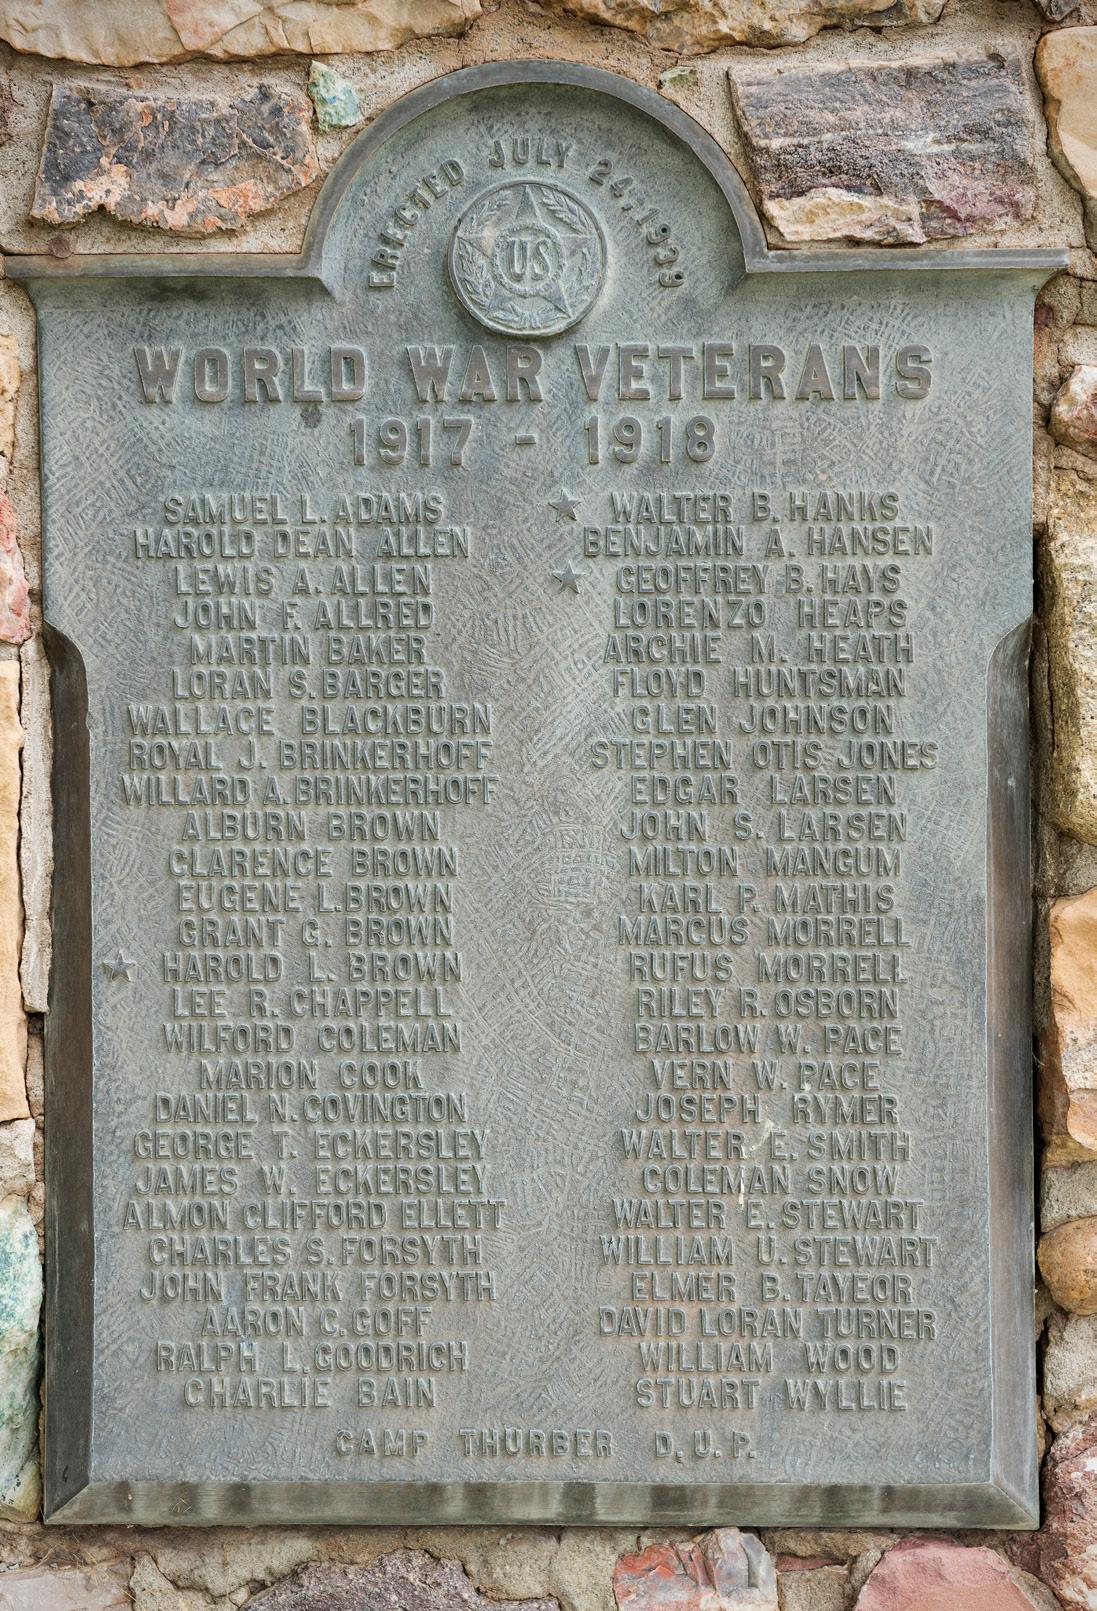 ERECTED JULY 24, 1939
US
WORLD WAR VETERANS
1917 - 1918
SAMUEL L. ADAMS
HAROLD DEAN ALLEN
LEWIS A. ALLEN
JOHN F. ALLRED
MARTIN BAKER
LORAN S. BARGER
WALLACE BLACKBURN
ROYAL J. BRINKERHOFF
WILLARD A. BRINKERHOFF
ALBURN BROWN
CLARENCE BROWN
EUGENE L. BROWN
GRANT G. BROWN
★ HAROLD L. BROWN
LEE R. CHAPPELL
WILFORD COLEMAN
MARION COOK
DANIEL N. COVINGTON
GEORGE T. ECKERSLEY
JAMES W. ECKERSLEY
ALMON CLIFFORD ELLETT
CHARLES S. FORSYTH
JOHN FRANK FORSYTH
AARON C. GOFF
RALPH L. GOODRICH
CHARLIE BAIN
★ WALTER B. HANKS
BENJAMIN A. HANSEN
★ GEOFFREY B. HAYS
LORENZO HEAPS
ARCHIE M. HEATH
FLOYD HUNTSMAN
GLEN JOHNSON
STEPHEN OTIS JONES
EDGAR LARSEN
JOHN S. LARSEN
MILTON MANGUM
KARL P. MATHIS
MARCUS MORRELL
RUFUS MORRELL
RILEY R. OSBORN
BARLOW W. PACE
VERN W. PACE
JOSEPH RYMER
WALTER E. SMITH
COLEMAN SNOW
WALTER E. STEWART
WILLIAM U. STEWART
ELMER B. TAYEOR
DAVID LORAN TURNER
WILLIAM WOOD
STUART WYLLIE
CAMP THURBER D. U. P.